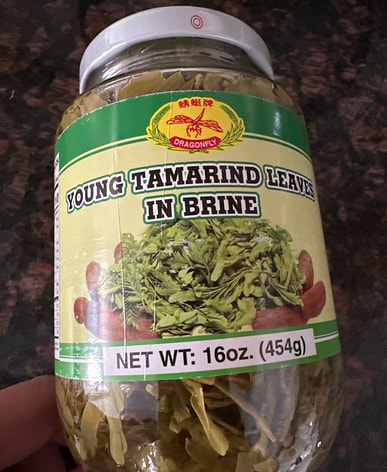 蜻蜓牌
DRAGONFLY
YOUNG TAMARIND LEAVES
IN BRINE
NET WT: 16oz. (454g)